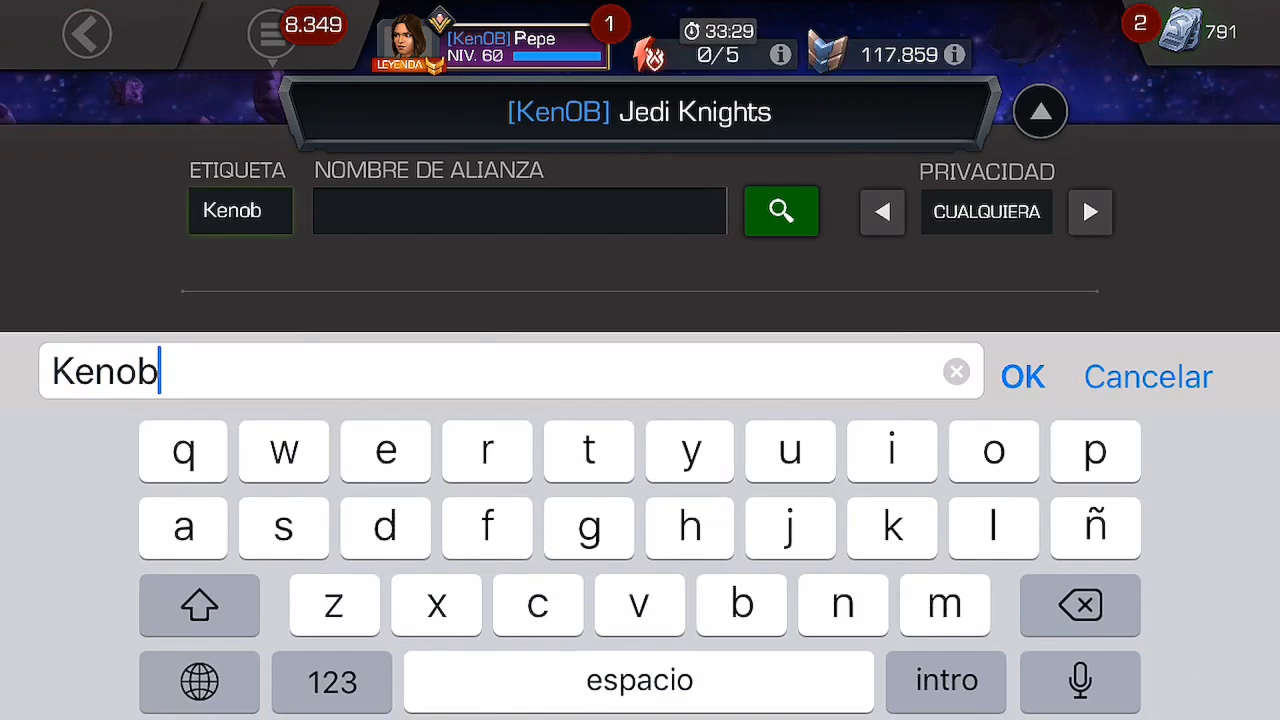 8.349
[KenOB] Pepe
1
NIV. 60
LEYENDA
33:29
0/5
117.859
2
791
[KenOB] Jedi Knights
ETIQUETA
NOMBRE DE ALIANZA
PRIVACIDAD
Kenob
CUALQUIERA
Kenob
OK
Cancelar
q w e r t y u i o p
a s d f g h j k l ñ
z x c v b n m
123
espacio
intro